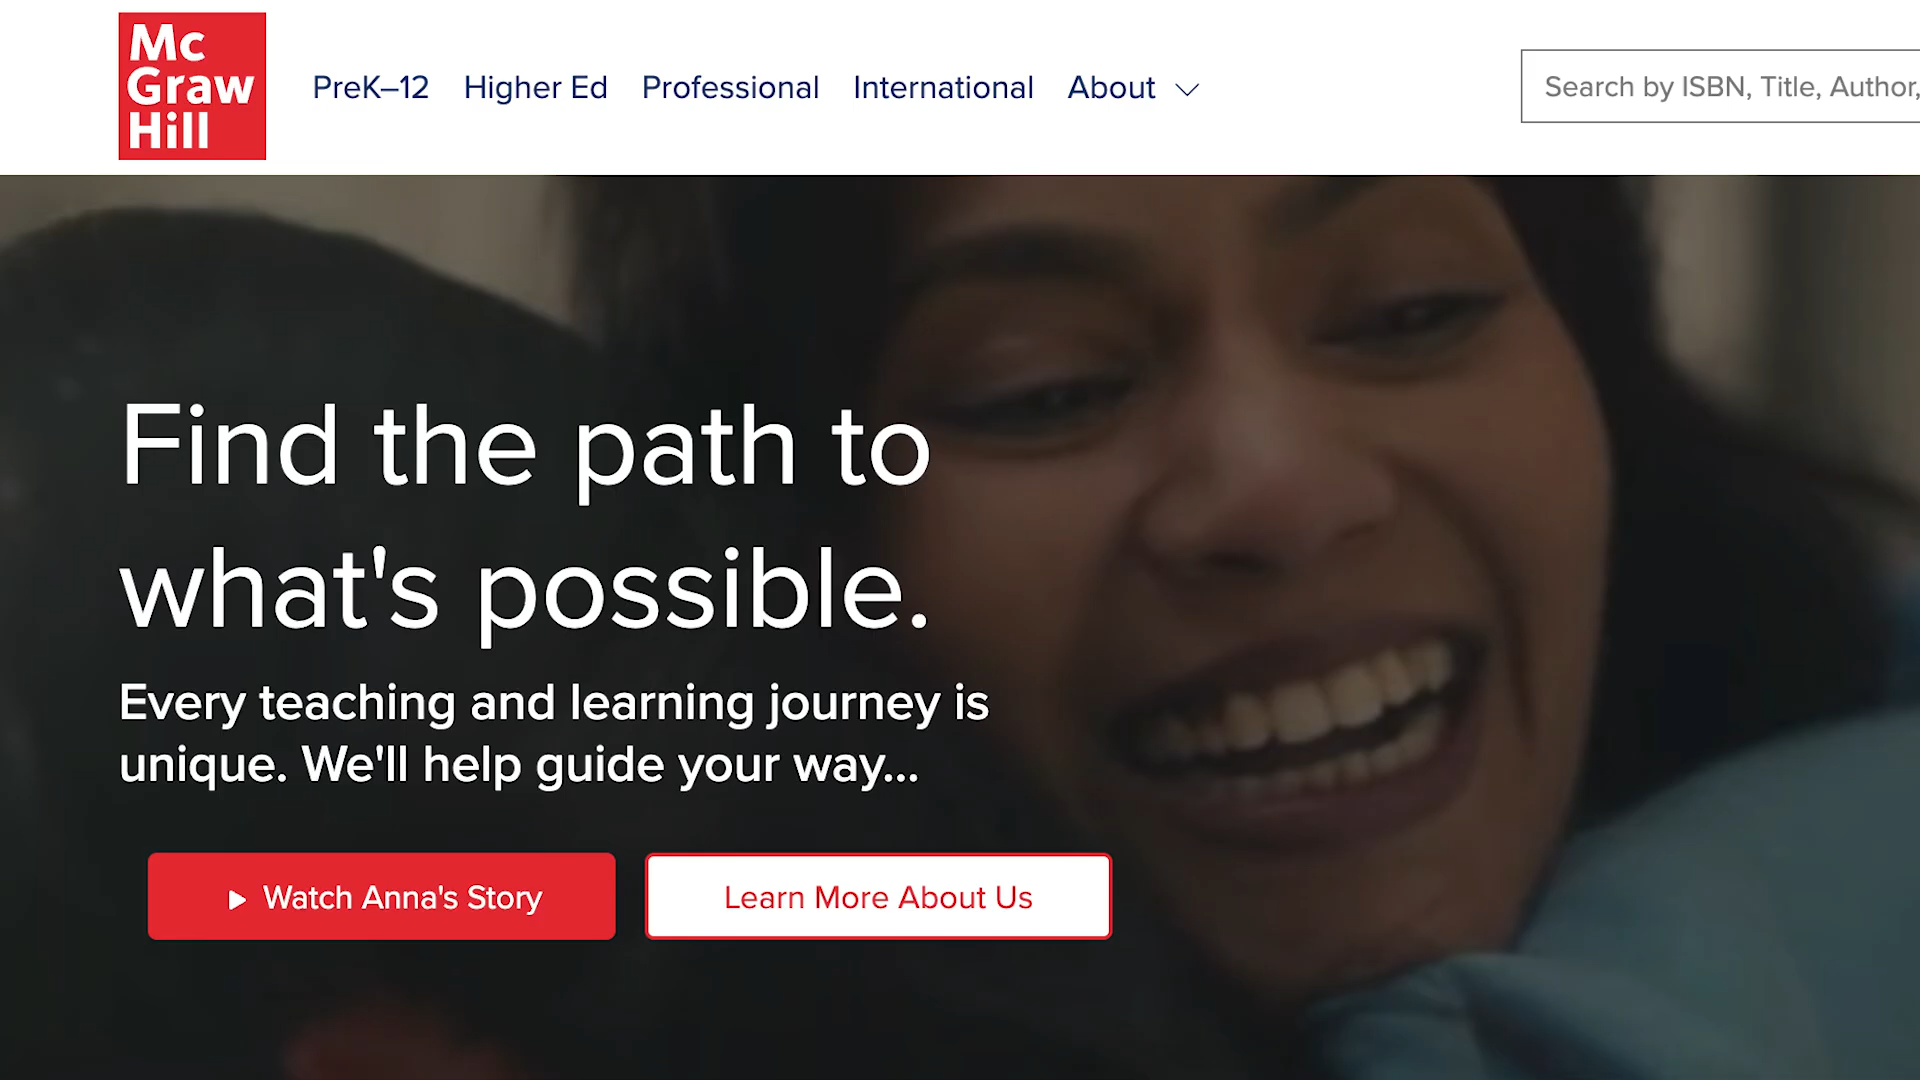 Mc
Graw
Hill
PreK–12 Higher Ed Professional International About
Search by ISBN, Title, Author,
Find the path to
what's possible.
Every teaching and learning journey is
unique. We'll help guide your way...
Watch Anna's Story
Learn More About Us